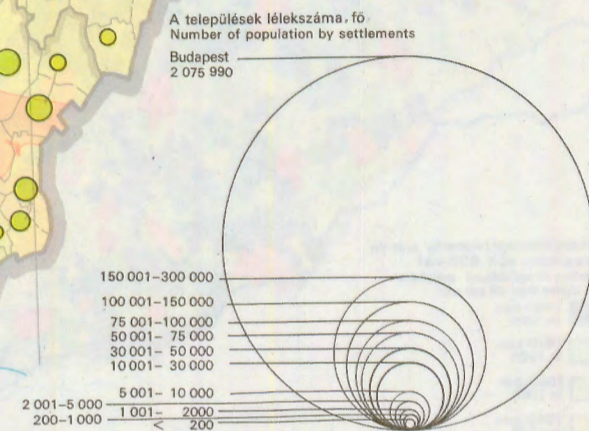 A települések lélekszáma, fő
Number of population by settlements
Budapest
2 075 990
150 001–300 000
100 001–150 000
75 001–100 000
50 001– 75 000
30 001– 50 000
10 001– 30 000
5 001– 10 000
2 001–5 000
1 001– 2000
200–1 000
< 200